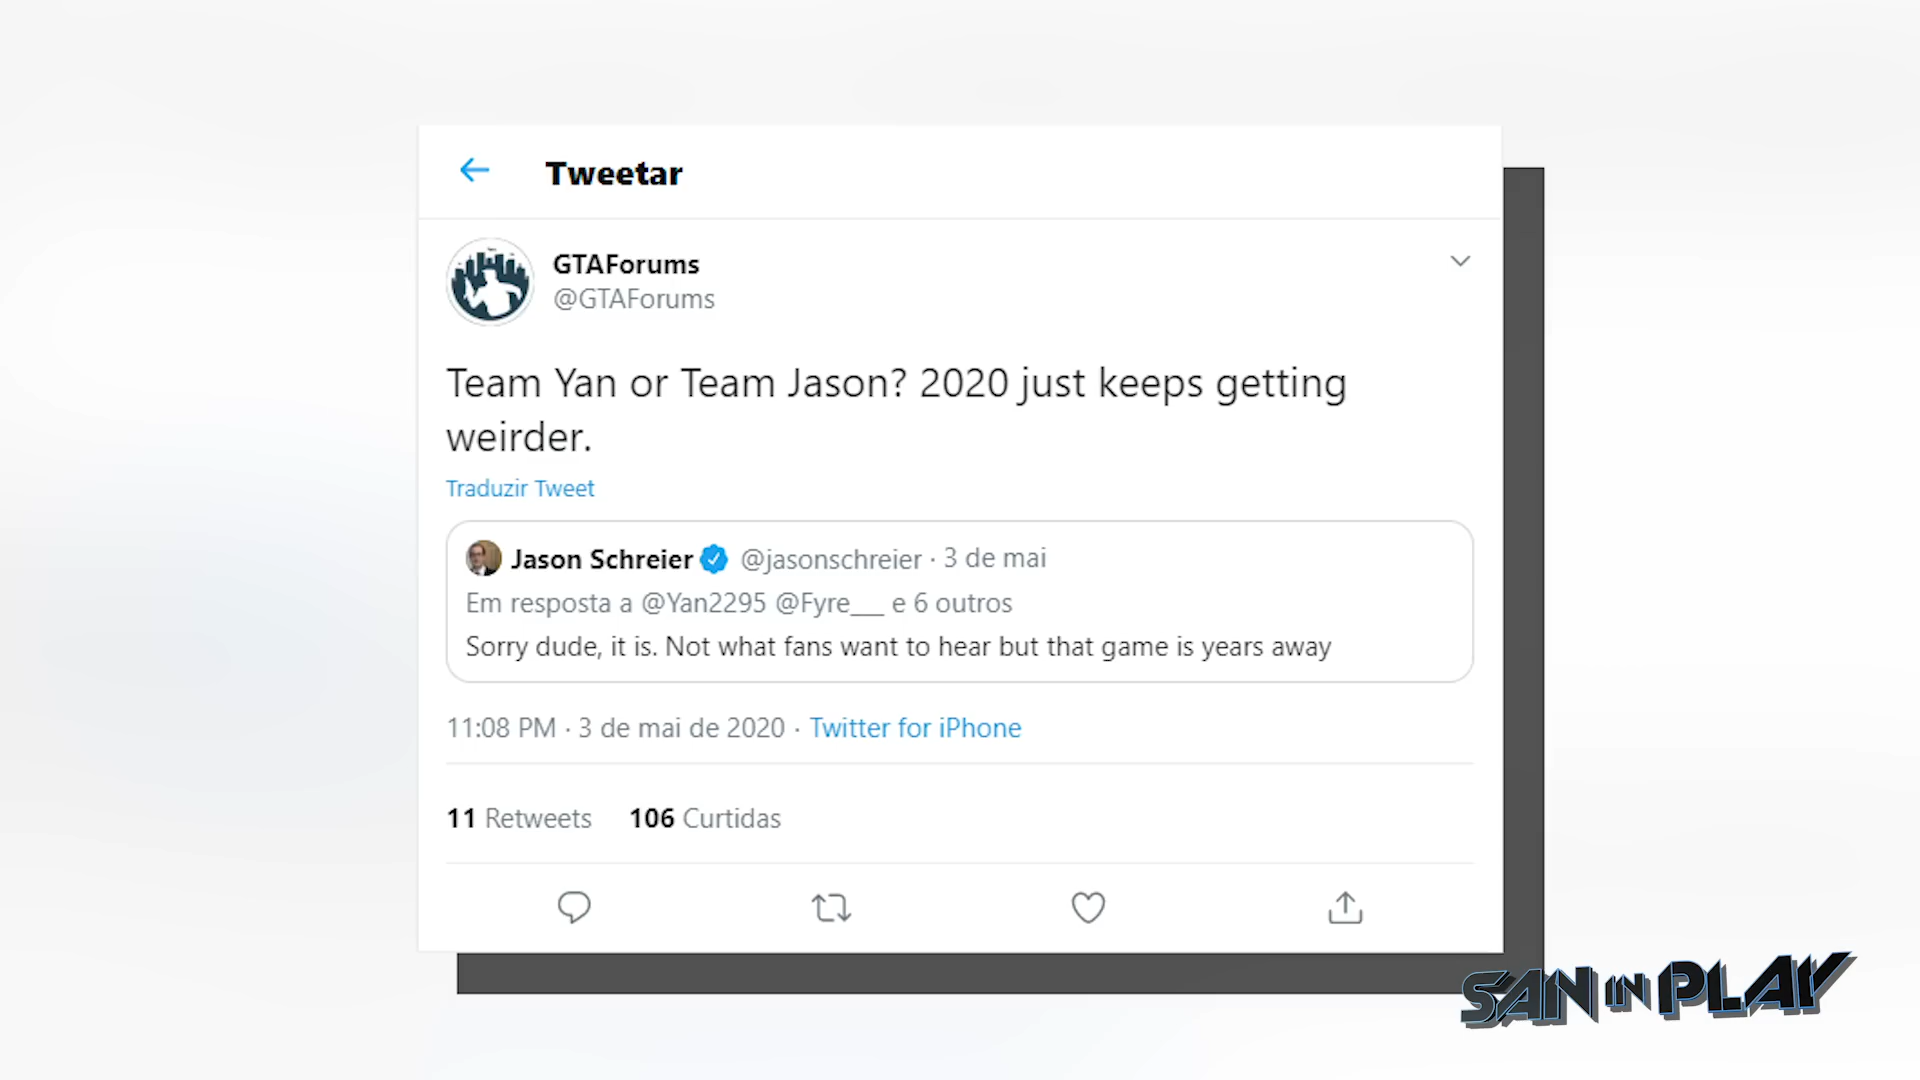 Tweetar
GTAForums
@GTAForums
Team Yan or Team Jason? 2020 just keeps getting
weirder.
Traduzir Tweet
Jason Schreier @jasonschreier · 3 de mai
Em resposta a @Yan2295 @Fyre___ e 6 outros
Sorry dude, it is. Not what fans want to hear but that game is years away
11:08 PM · 3 de mai de 2020 · Twitter for iPhone
11 Retweets 106 Curtidas
SAN IN PLAY